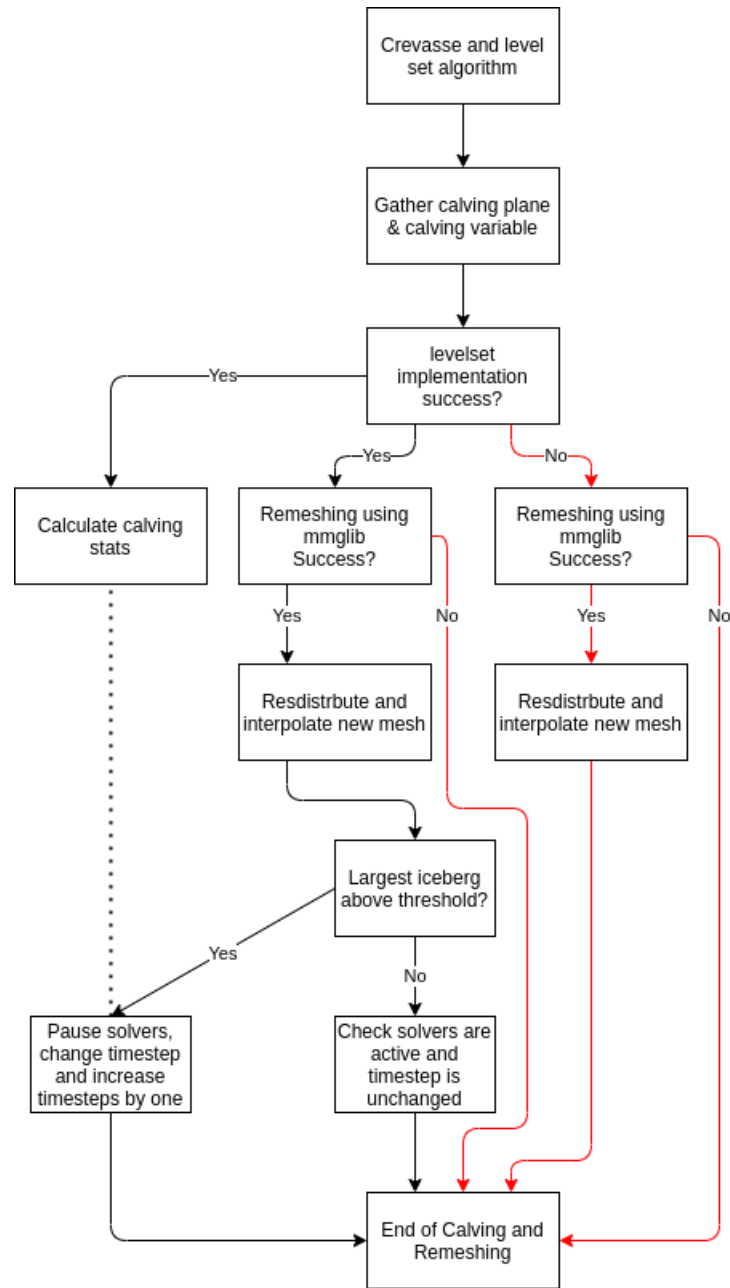 Crevasse and level
set algorithm
Gather calving plane
& calving variable
levelset
implementation
success?
Yes
Yes
No
Calculate calving
stats
Remeshing using
mmglib
Success?
Remeshing using
mmglib
Success?
Yes
No
Yes
No
Resdistrbute and
interpolate new mesh
Resdistrbute and
interpolate new mesh
Largest iceberg
above threshold?
Yes
No
Pause solvers,
change timestep
and increase
timesteps by one
Check solvers are
active and
timestep is
unchanged
End of Calving and
Remeshing